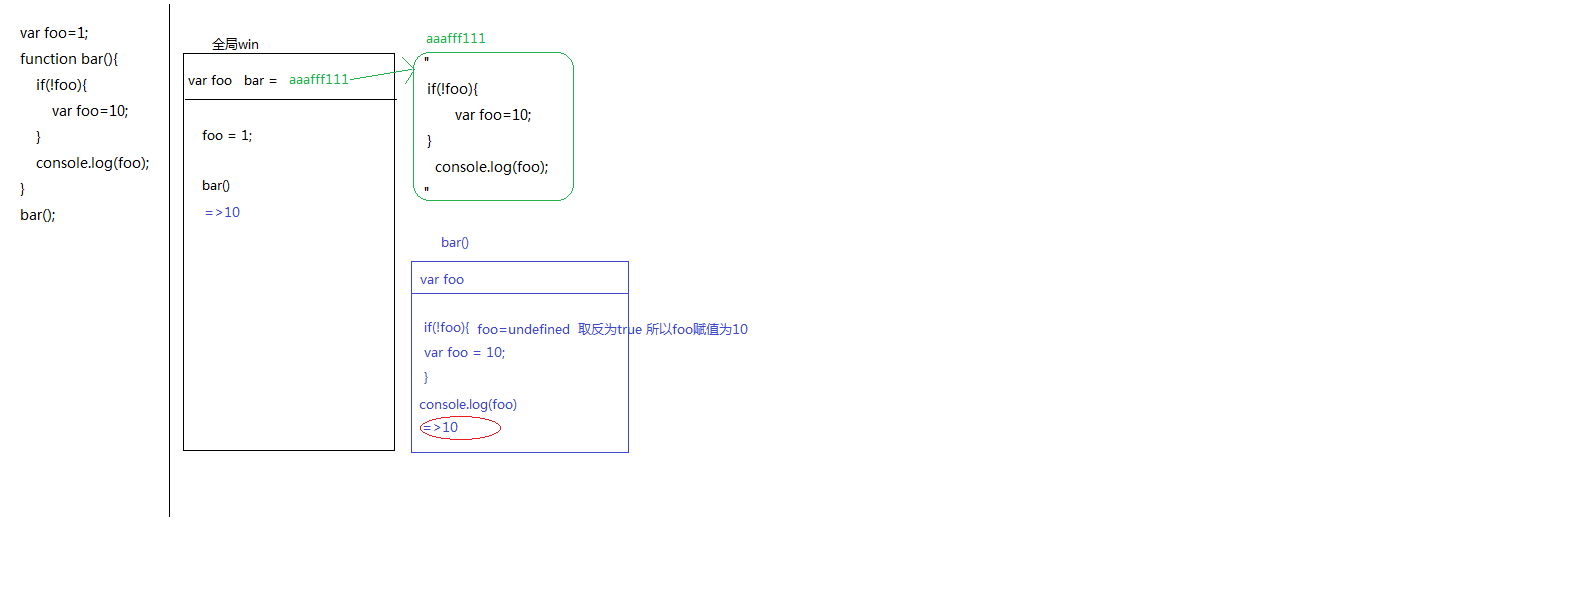 var foo=1;
function bar(){
if(!foo){
var foo=10;
}
console.log(foo);
}
bar();
全局win
var foo bar = aaafff111
foo = 1;
bar()
=>10
aaafff111
"
if(!foo){
var foo=10;
}
console.log(foo);
"
bar()
var foo
if(!foo){ foo=undefined 取反为true 所以foo赋值为10
var foo = 10;
}
console.log(foo)
=>10